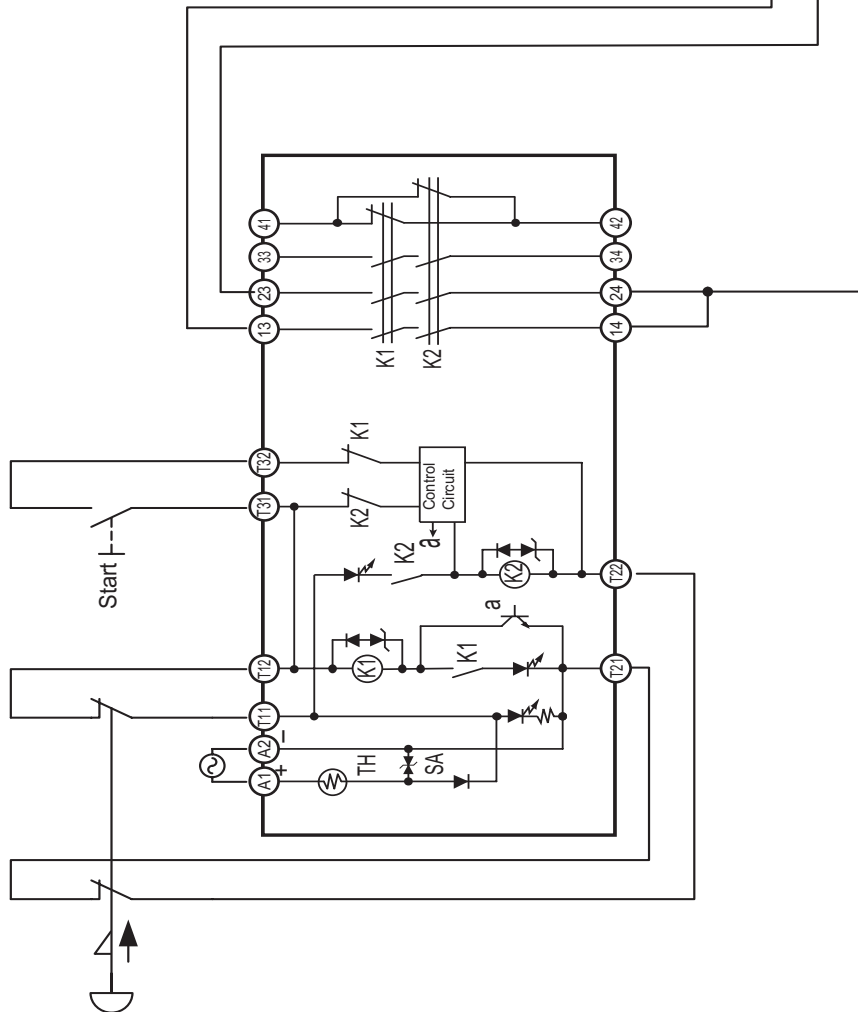 41
42
33
34
23
24
13
14
K1
K2
T32
K1
Control
Circuit
T31
K2
a
Start
K2
K2
T22
a
T12
K1
K1
T21
T11
A2
−
TH
SA
A1
+